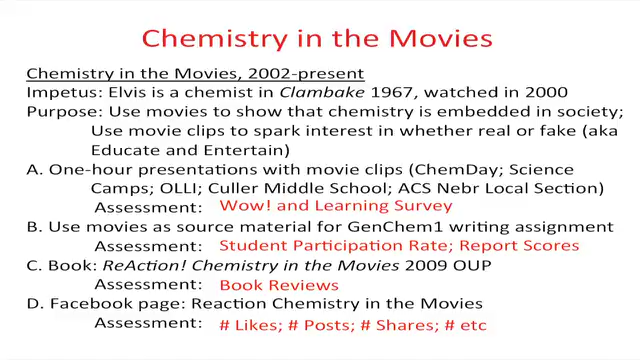 Chemistry in the Movies
Chemistry in the Movies, 2002-present
Impetus: Elvis is a chemist in Clambake 1967, watched in 2000
Purpose: Use movies to show that chemistry is embedded in society;
Use movie clips to spark interest in whether real or fake (aka
Educate and Entertain)
A. One-hour presentations with movie clips (ChemDay; Science
Camps; OLLI; Culler Middle School; ACS Nebr Local Section)
Assessment: Wow! and Learning Survey
B. Use movies as source material for GenChem1 writing assignment
Assessment: Student Participation Rate; Report Scores
C. Book: ReAction! Chemistry in the Movies 2009 OUP
Assessment: Book Reviews
D. Facebook page: Reaction Chemistry in the Movies
Assessment: # Likes; # Posts; # Shares; # etc